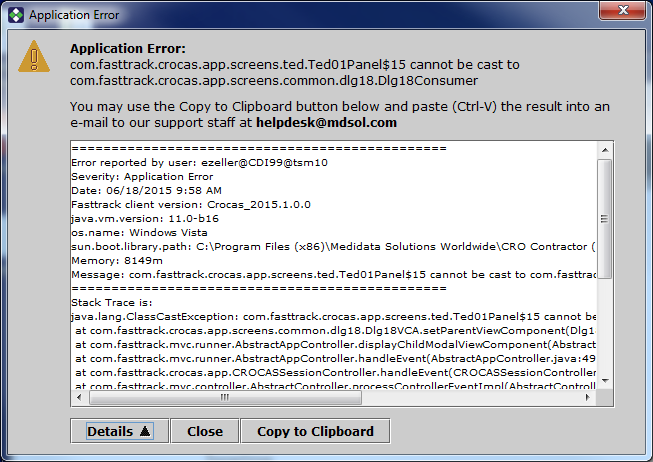 Application Error
Application Error:
com.fasttrack.crocas.app.screens.ted.Ted01Panel$15 cannot be cast to
com.fasttrack.crocas.app.screens.common.dlg18.Dlg18Consumer
You may use the Copy to Clipboard button below and paste (Ctrl-V) the result into an
e-mail to our support staff at helpdesk@mdsol.com
================================================
Error reported by user: ezeller@CDI99@tsm10
Severity: Application Error
Date: 06/18/2015 9:58 AM
Fasttrack client version: Crocas_2015.1.0.0
java.vm.version: 11.0-b16
os.name: Windows Vista
sun.boot.library.path: C:\Program Files (x86)\Medidata Solutions Worldwide\CRO Contractor (
Memory: 8149m
Message: com.fasttrack.crocas.app.screens.ted.Ted01Panel$15 cannot be cast to com.fasttrac
================================================
Stack Trace is:
java.lang.ClassCastException: com.fasttrack.crocas.app.screens.ted.Ted01Panel$15 cannot be
at com.fasttrack.crocas.app.screens.common.dlg18.Dlg18VCA.setParentViewComponent(Dlg1
at com.fasttrack.mvc.runner.AbstractAppController.displayChildModalViewComponent(Abstract
at com.fasttrack.mvc.runner.AbstractAppController.handleEvent(AbstractAppController.java:49
at com.fasttrack.crocas.app.CROCASSessionController.handleEvent(CROCASSessionController
at com.fasttrack.mvc.controller.AbstractController.processControllerEventImpl(AbstractControll
Details ▲ Close Copy to Clipboard